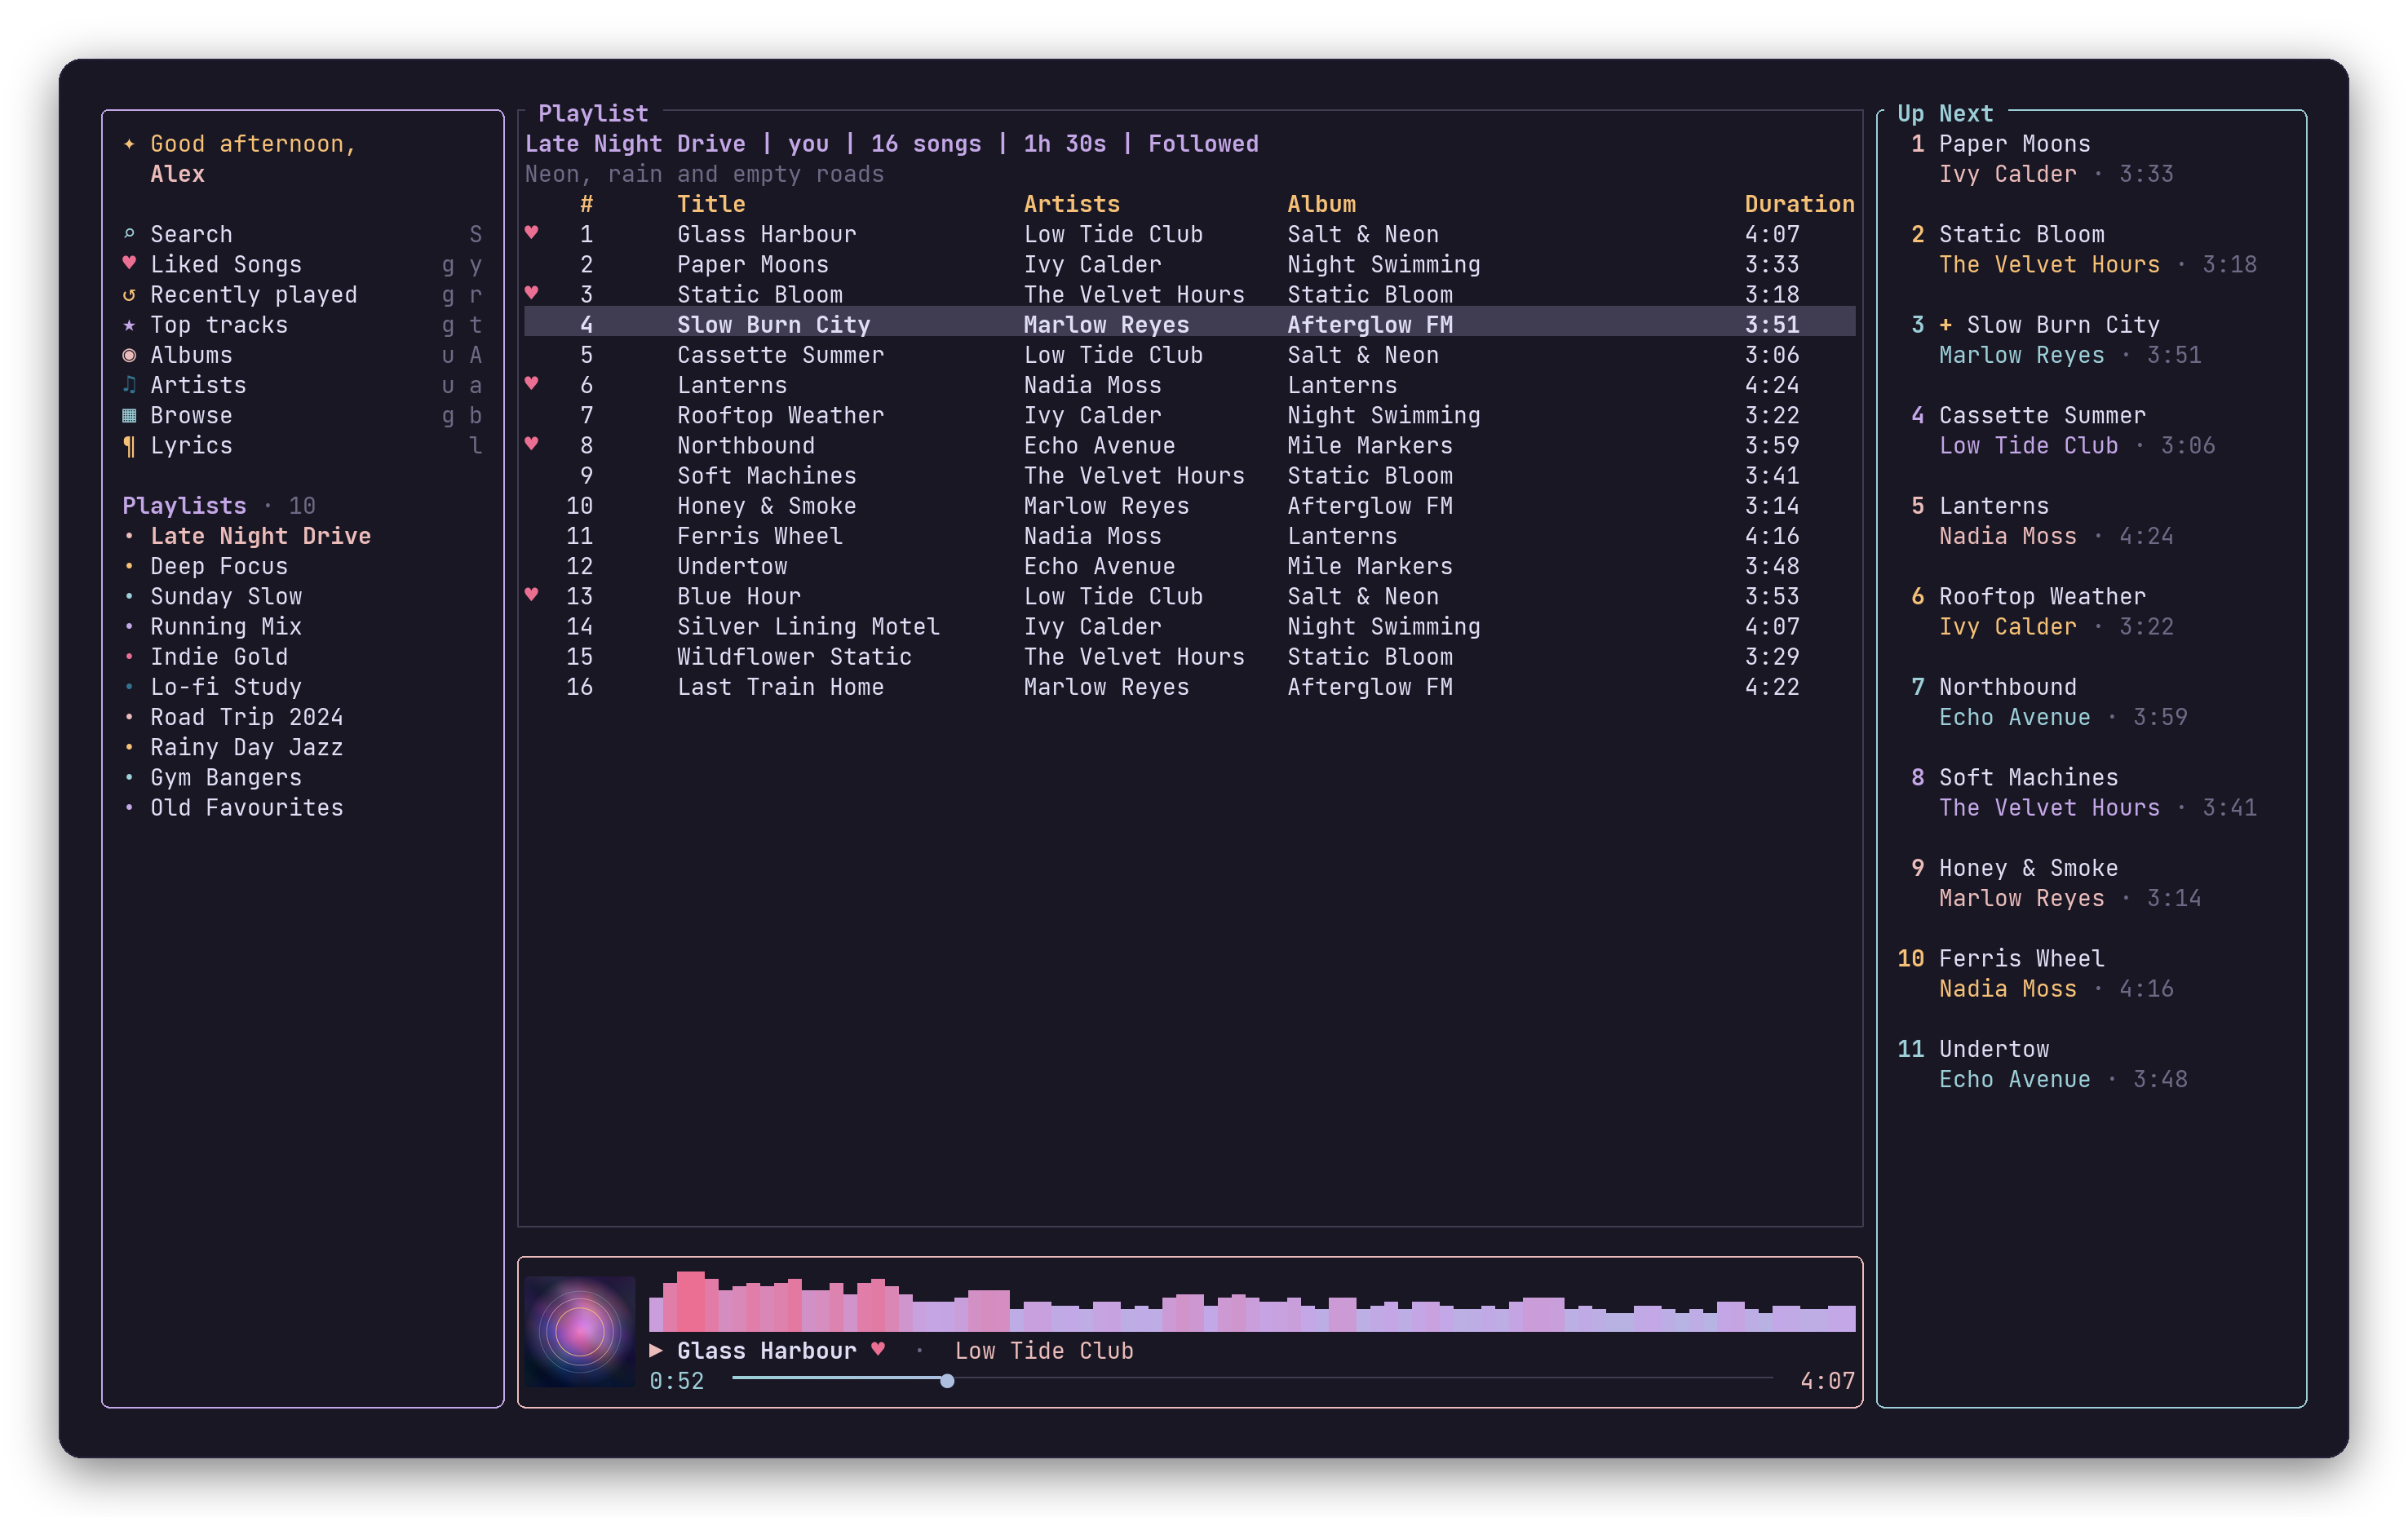 ✦ Good afternoon,
Alex
⌕ Search S
♥ Liked Songs g y
↺ Recently played g r
★ Top tracks g t
◉ Albums u A
♫ Artists u a
▦ Browse g b
¶ Lyrics l
Playlists · 10
• Late Night Drive
• Deep Focus
• Sunday Slow
• Running Mix
• Indie Gold
• Lo-fi Study
• Road Trip 2024
• Rainy Day Jazz
• Gym Bangers
• Old Favourites
Playlist
Late Night Drive | you | 16 songs | 1h 30s | Followed
Neon, rain and empty roads
# Title Artists Album Duration
♥ 1 Glass Harbour Low Tide Club Salt & Neon 4:07
2 Paper Moons Ivy Calder Night Swimming 3:33
♥ 3 Static Bloom The Velvet Hours Static Bloom 3:18
4 Slow Burn City Marlow Reyes Afterglow FM 3:51
5 Cassette Summer Low Tide Club Salt & Neon 3:06
♥ 6 Lanterns Nadia Moss Lanterns 4:24
7 Rooftop Weather Ivy Calder Night Swimming 3:22
♥ 8 Northbound Echo Avenue Mile Markers 3:59
9 Soft Machines The Velvet Hours Static Bloom 3:41
10 Honey & Smoke Marlow Reyes Afterglow FM 3:14
11 Ferris Wheel Nadia Moss Lanterns 4:16
12 Undertow Echo Avenue Mile Markers 3:48
♥ 13 Blue Hour Low Tide Club Salt & Neon 3:53
14 Silver Lining Motel Ivy Calder Night Swimming 4:07
15 Wildflower Static The Velvet Hours Static Bloom 3:29
16 Last Train Home Marlow Reyes Afterglow FM 4:22
▶ Glass Harbour ♥ · Low Tide Club
0:52 4:07
Up Next
1 Paper Moons
Ivy Calder · 3:33
2 Static Bloom
The Velvet Hours · 3:18
3 + Slow Burn City
Marlow Reyes · 3:51
4 Cassette Summer
Low Tide Club · 3:06
5 Lanterns
Nadia Moss · 4:24
6 Rooftop Weather
Ivy Calder · 3:22
7 Northbound
Echo Avenue · 3:59
8 Soft Machines
The Velvet Hours · 3:41
9 Honey & Smoke
Marlow Reyes · 3:14
10 Ferris Wheel
Nadia Moss · 4:16
11 Undertow
Echo Avenue · 3:48